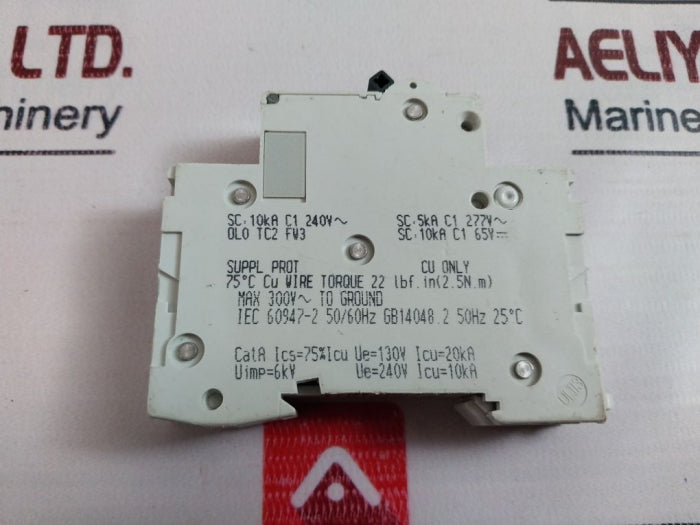 LTD.
AELIY
hinery
Marine
SC:10kA C1 240V~ SC:5kA C1 277V~
OLO TC2 FW3 SC:10kA C1 65V⎓
SUPPL PROT CU ONLY
75°C Cu WIRE TORQUE 22 lbf.in(2.5N.m)
MAX 300V~ TO GROUND
IEC 60947-2 50/60Hz GB14048.2 50Hz 25°C
CatA Ics=75%Icu Ue=130V Icu=20kA
Uimp=6kV Ue=240V Icu=10kA